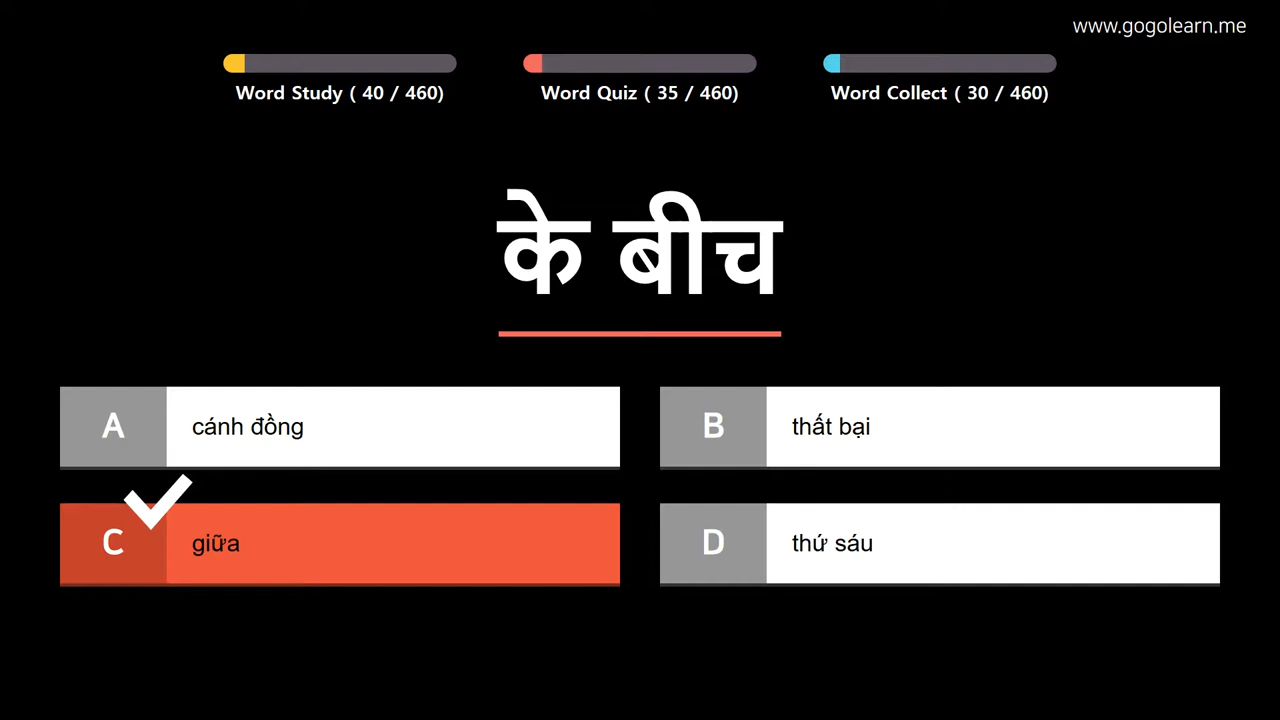 www.gogolearn.me
Word Study ( 40 / 460)
Word Quiz ( 35 / 460)
Word Collect ( 30 / 460)
के बीच
A
cánh đồng
B
thất bại
C
giữa
D
thứ sáu